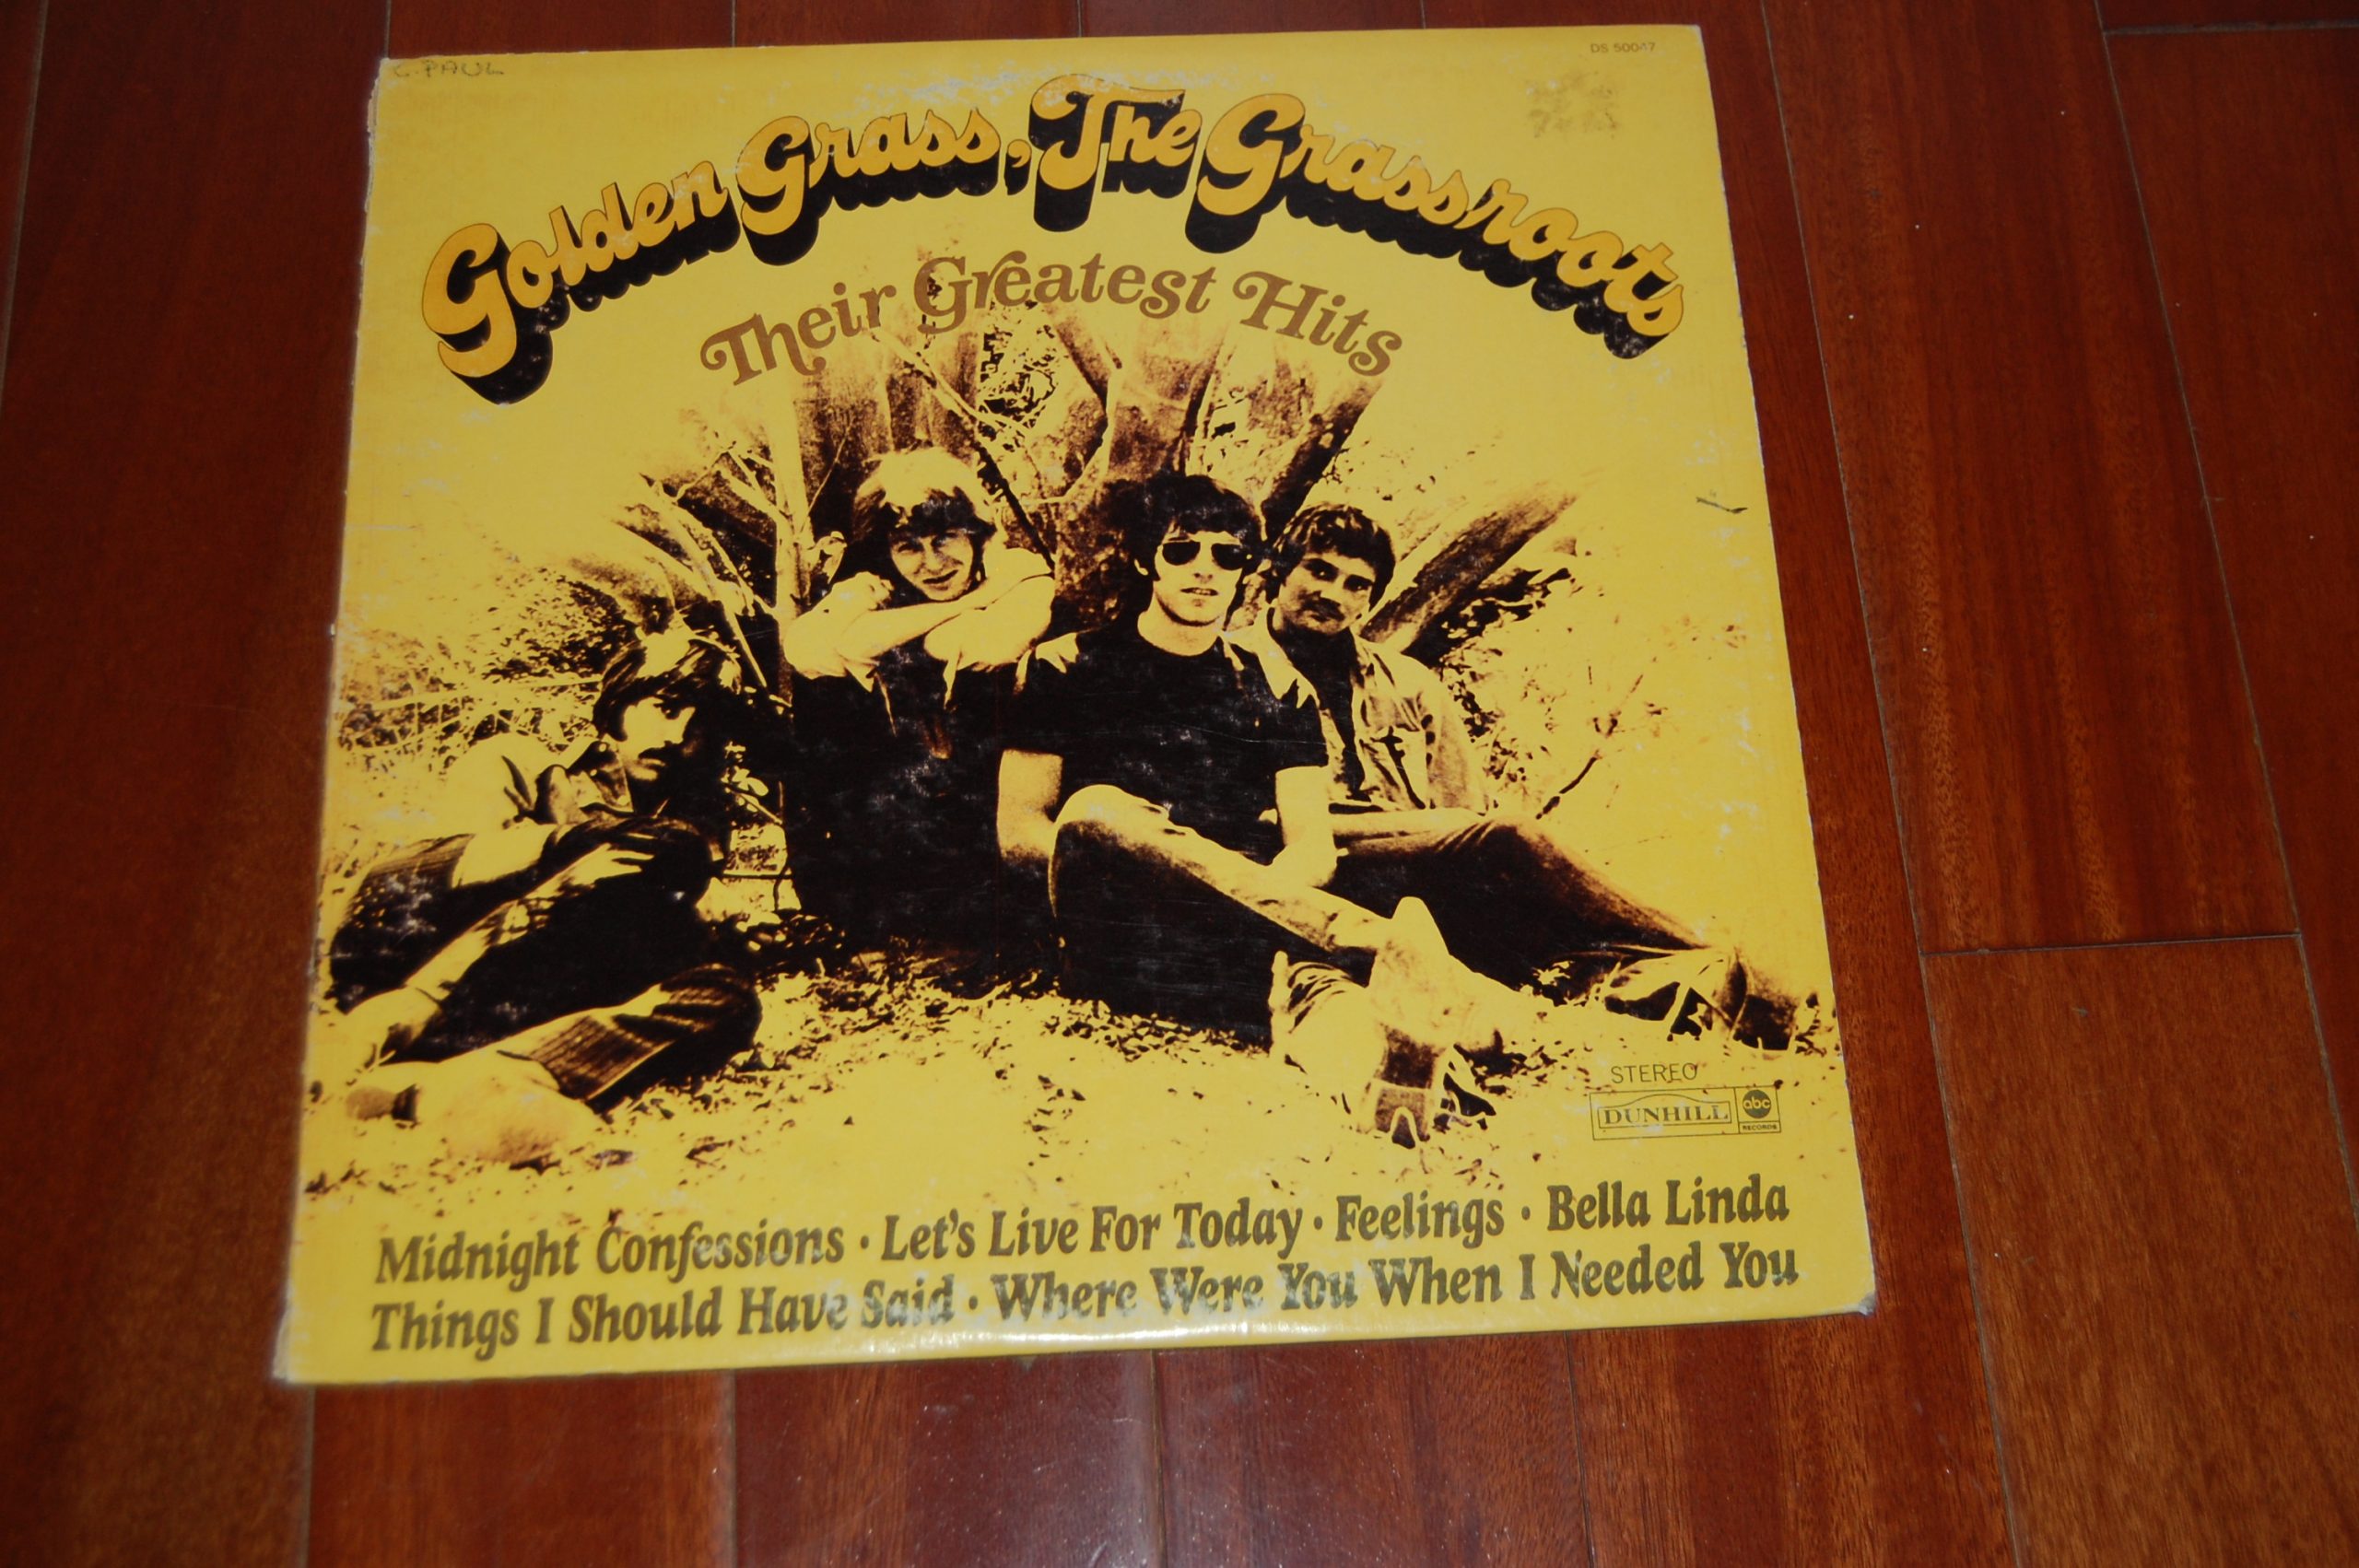 C. PAUL
DS 50047
Golden Grass, The Grassroots
Their Greatest Hits
STEREO
DUNHILL abc RECORDS
Midnight Confessions · Let's Live For Today · Feelings · Bella Linda
Things I Should Have Said · Where Were You When I Needed You